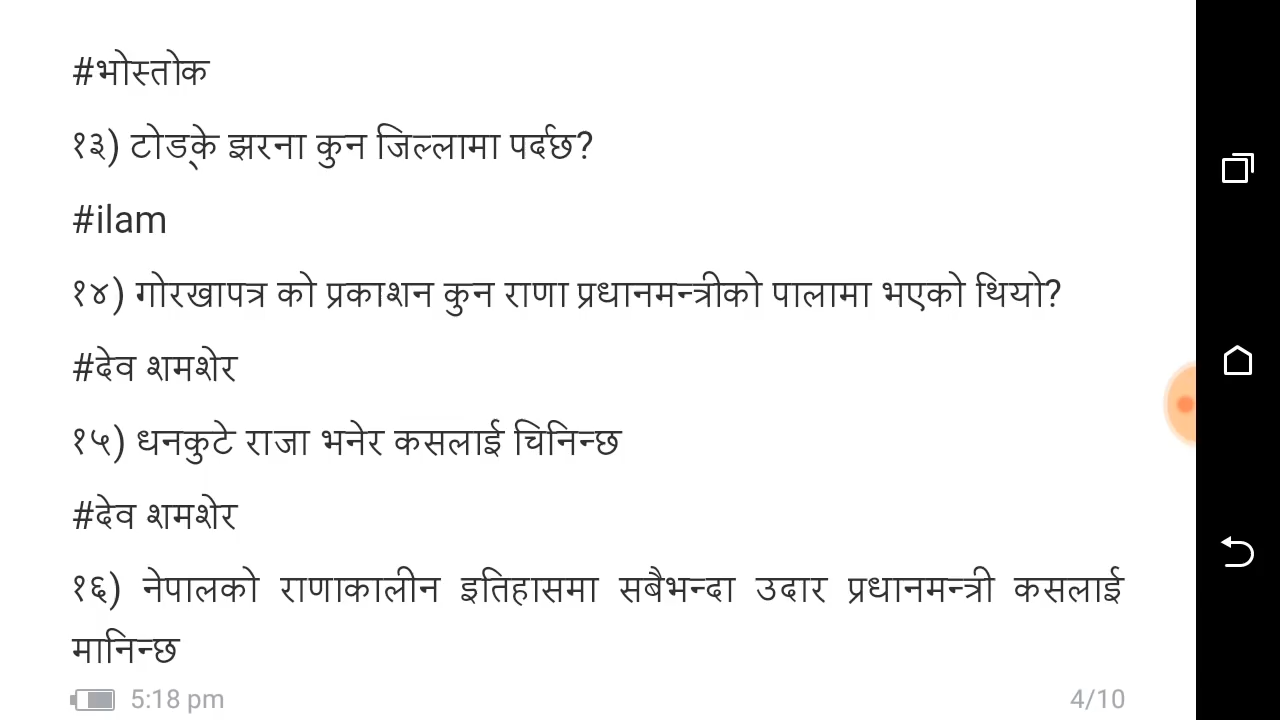 #भोस्तोक
१३) टोड्के झरना कुन जिल्लामा पर्दछ?
#ilam
१४) गोरखापत्र को प्रकाशन कुन राणा प्रधानमन्त्रीको पालामा भएको थियो?
#देव शमशेर
१५) धनकुटे राजा भनेर कसलाई चिनिन्छ
#देव शमशेर
१६) नेपालको राणाकालीन इतिहासमा सबैभन्दा उदार प्रधानमन्त्री कसलाई
मानिन्छ
5:18 pm 4/10